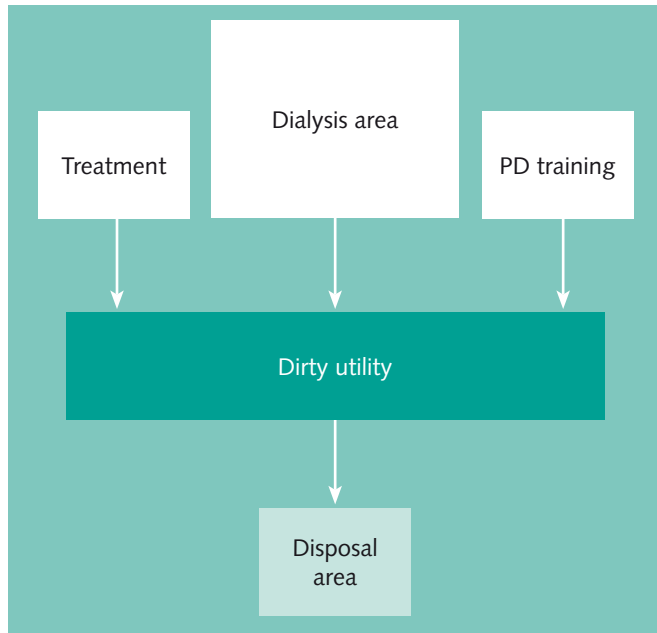 Dialysis area
Treatment
PD training
Dirty utility
Disposal
area